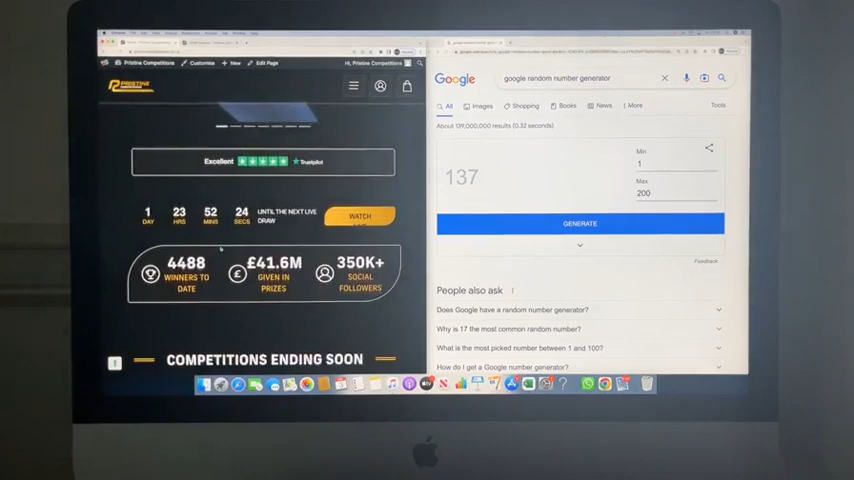 Pristine Competitions
Customise
New
Edit Page
Hi, Pristine Competitions
PRISTINE
Excellent
Trustpilot
1
DAY
23
HRS
52
MINS
24
SECS
UNTIL THE NEXT LIVE
DRAW
WATCH
4488
WINNERS TO
DATE
£
£41.6M
GIVEN IN
PRIZES
350K+
SOCIAL
FOLLOWERS
COMPETITIONS ENDING SOON
Google
google random number generator
All
Images
Shopping
Books
News
More
Tools
About 139,000,000 results (0.32 seconds)
137
Min
1
Max
200
GENERATE
Feedback
People also ask
Does Google have a random number generator?
Why is 17 the most common random number?
What is the most picked number between 1 and 100?
How do I get a Google number generator?